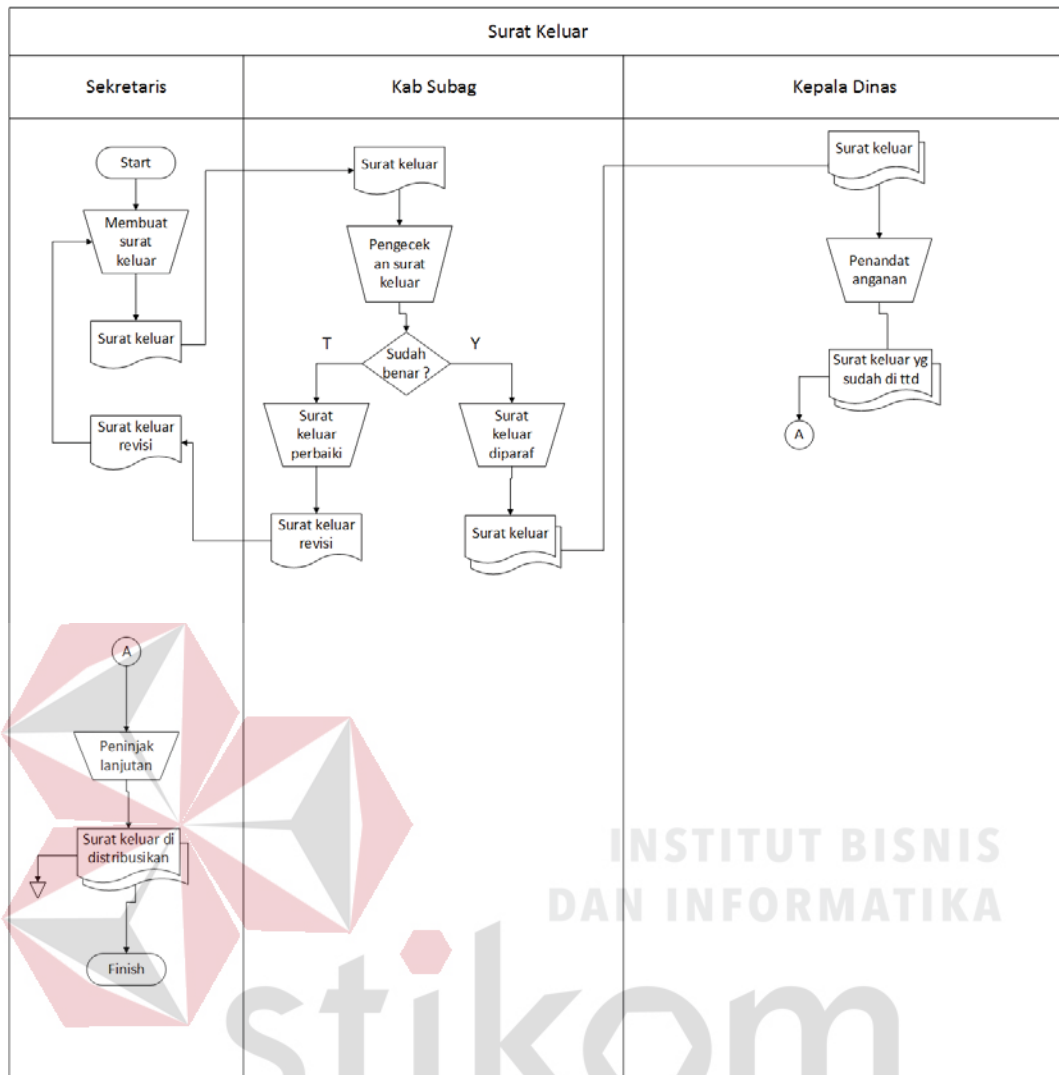 Surat Keluar
Sekretaris
Kab Subag
Kepala Dinas
Start
Membuat
surat
keluar
Surat keluar
Surat keluar
revisi
Surat keluar
Pengecek
an surat
keluar
Sudah
benar ?
T
Y
Surat
keluar
perbaiki
Surat
keluar
diparaf
Surat keluar
revisi
Surat keluar
Surat keluar
Penandat
anganan
Surat keluar yg
sudah di ttd
A
A
Peninjak
lanjutan
Surat keluar di
distribusikan
Finish
INSTITUT BISNIS
DAN INFORMATIKA
stikom